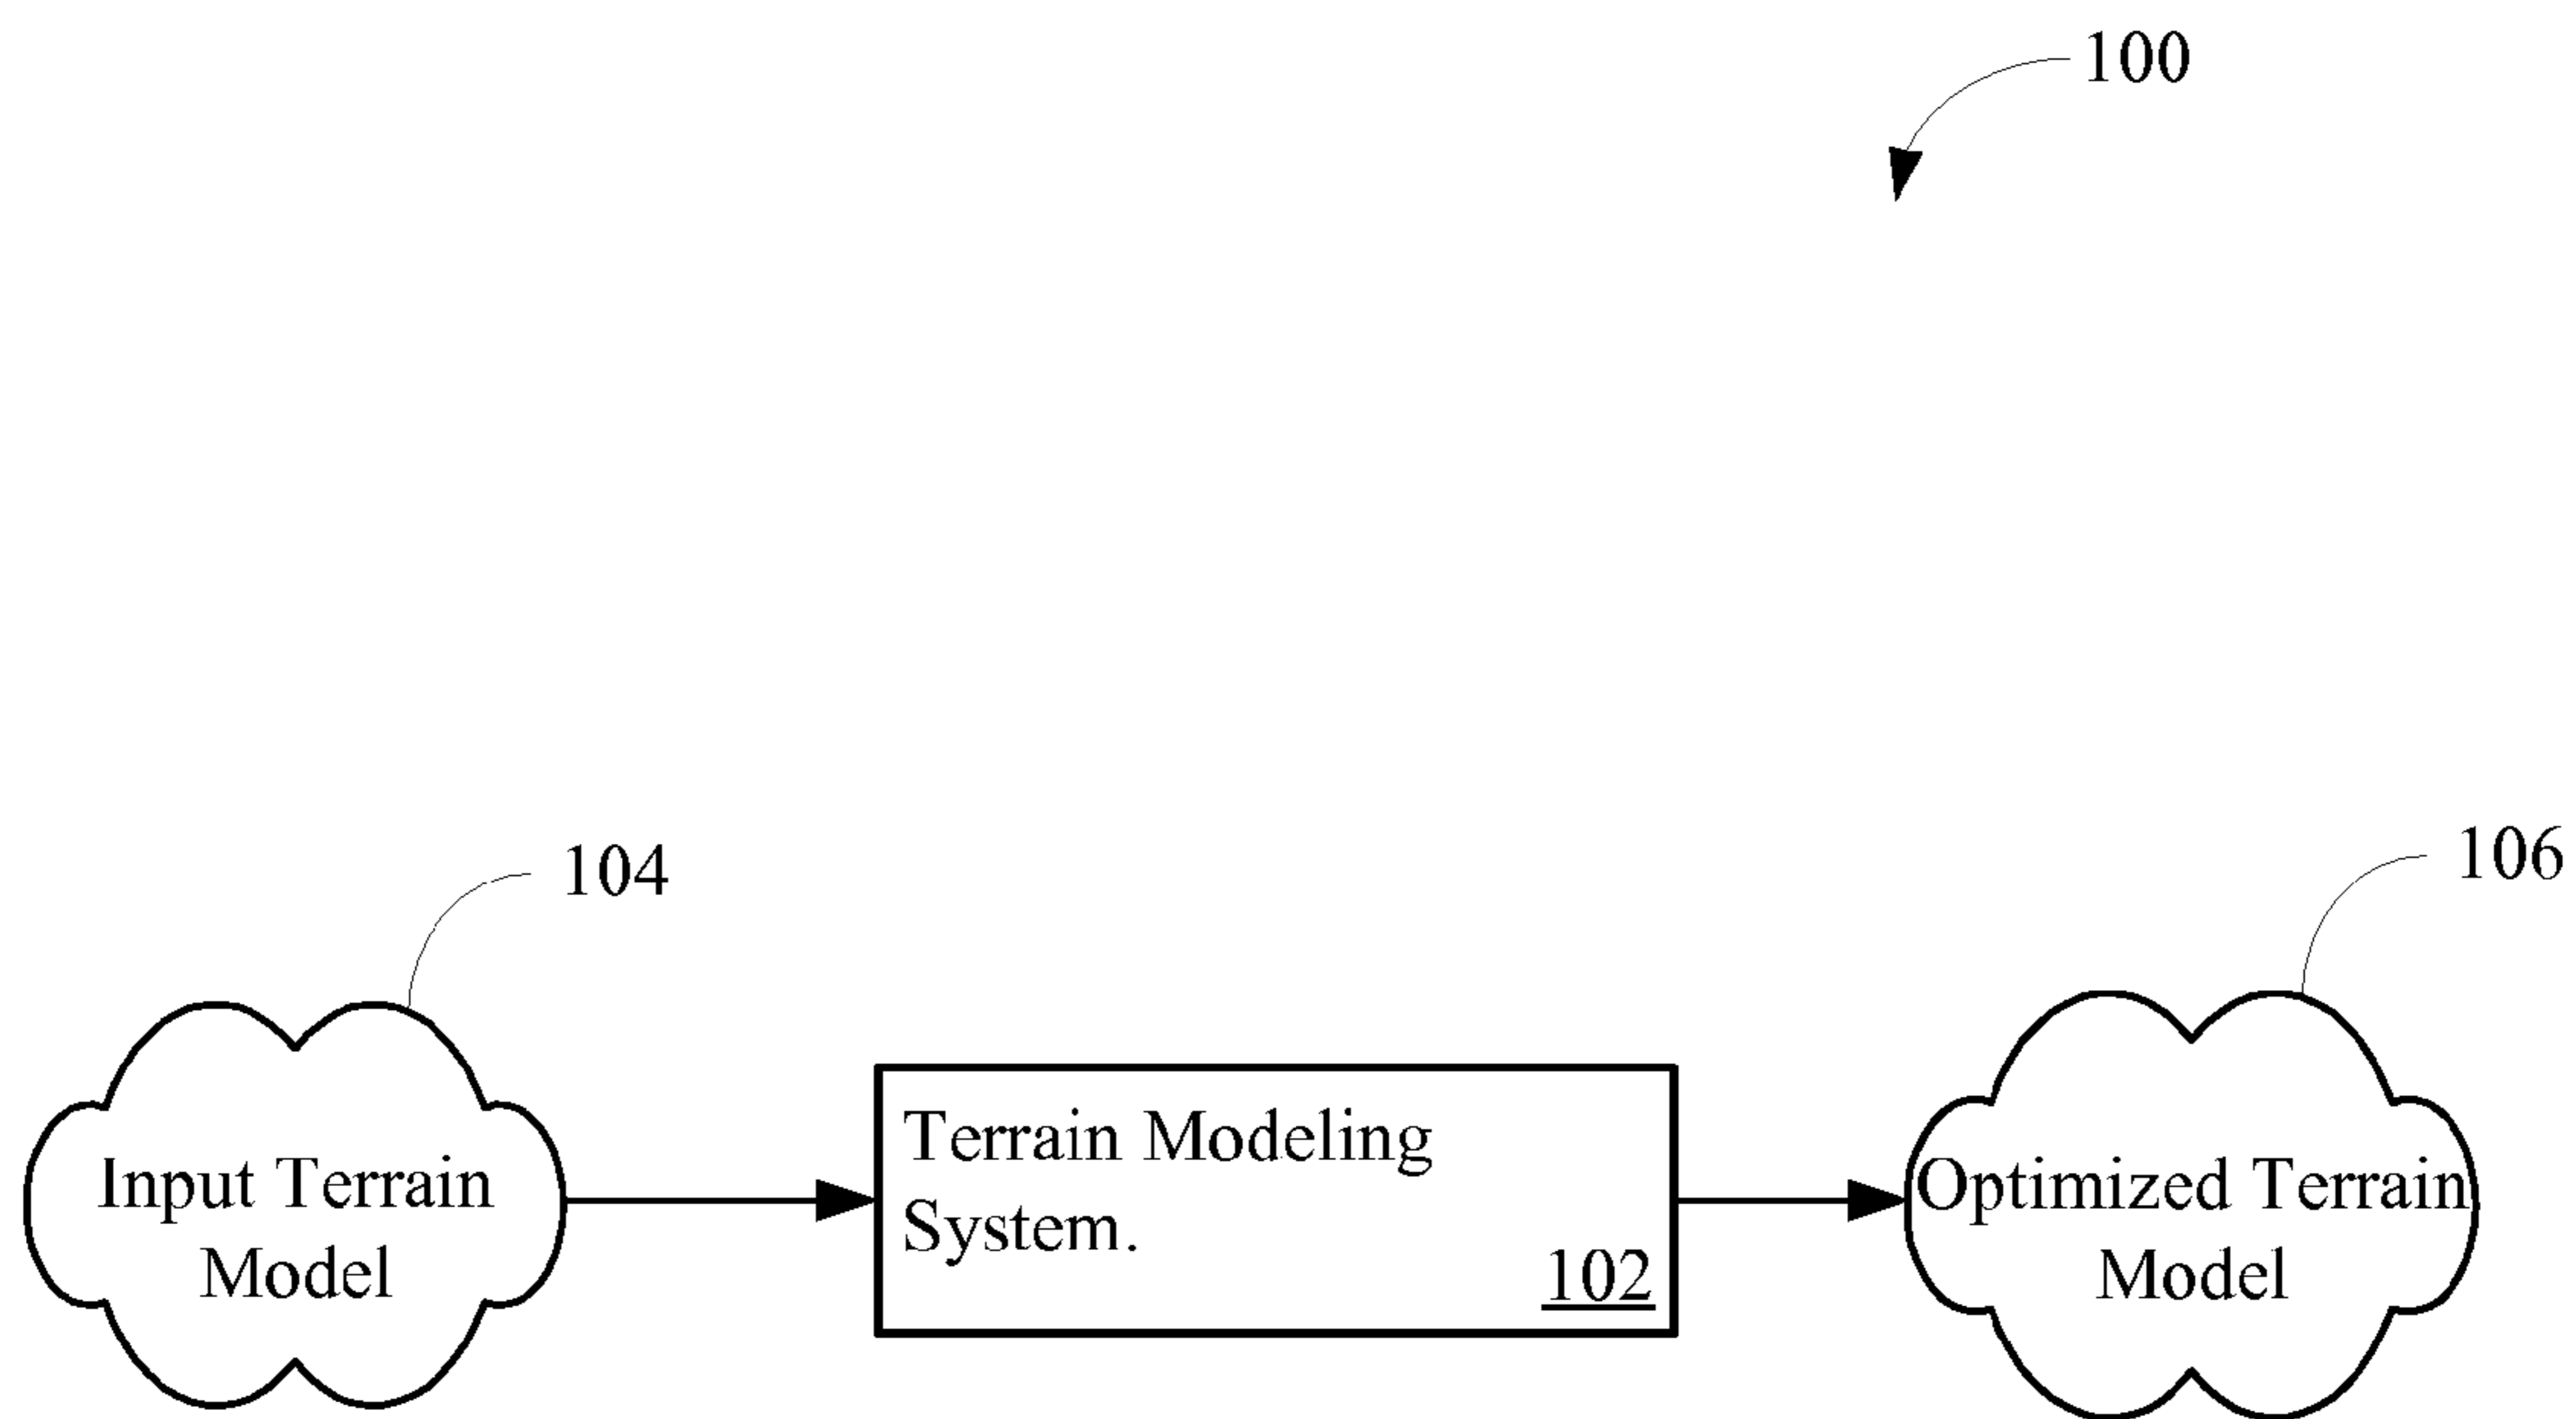 100
104
106
Input Terrain
Model
Terrain Modeling
System.
102
Optimized Terrain
Model